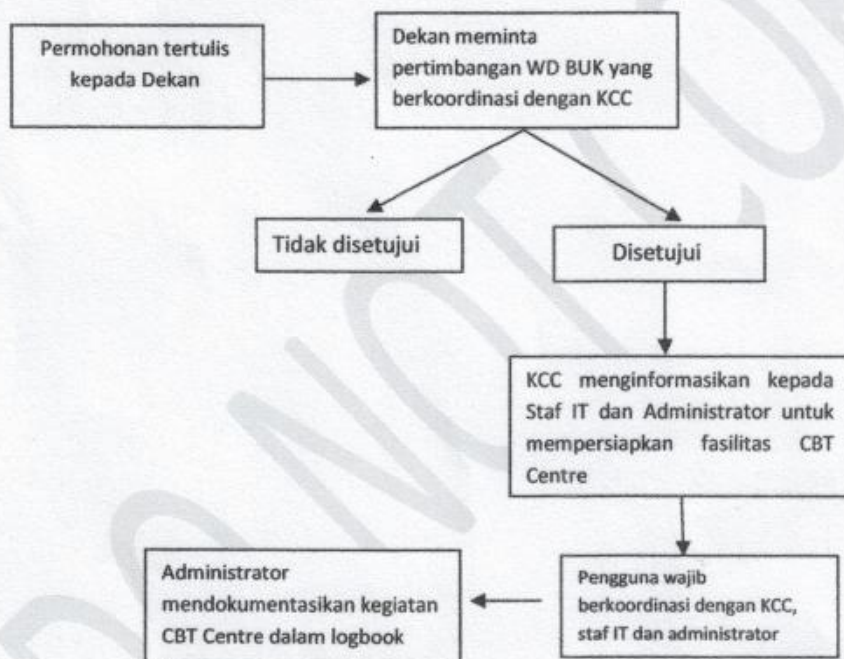 Permohonan tertulis
kepada Dekan
Dekan meminta
pertimbangan WD BUK yang
berkoordinasi dengan KCC
Tidak disetujui
Disetujui
KCC menginformasikan kepada
Staf IT dan Administrator untuk
mempersiapkan fasilitas CBT
Centre
Pengguna wajib
berkoordinasi dengan KCC,
staf IT dan administrator
Administrator
mendokumentasikan kegiatan
CBT Centre dalam logbook